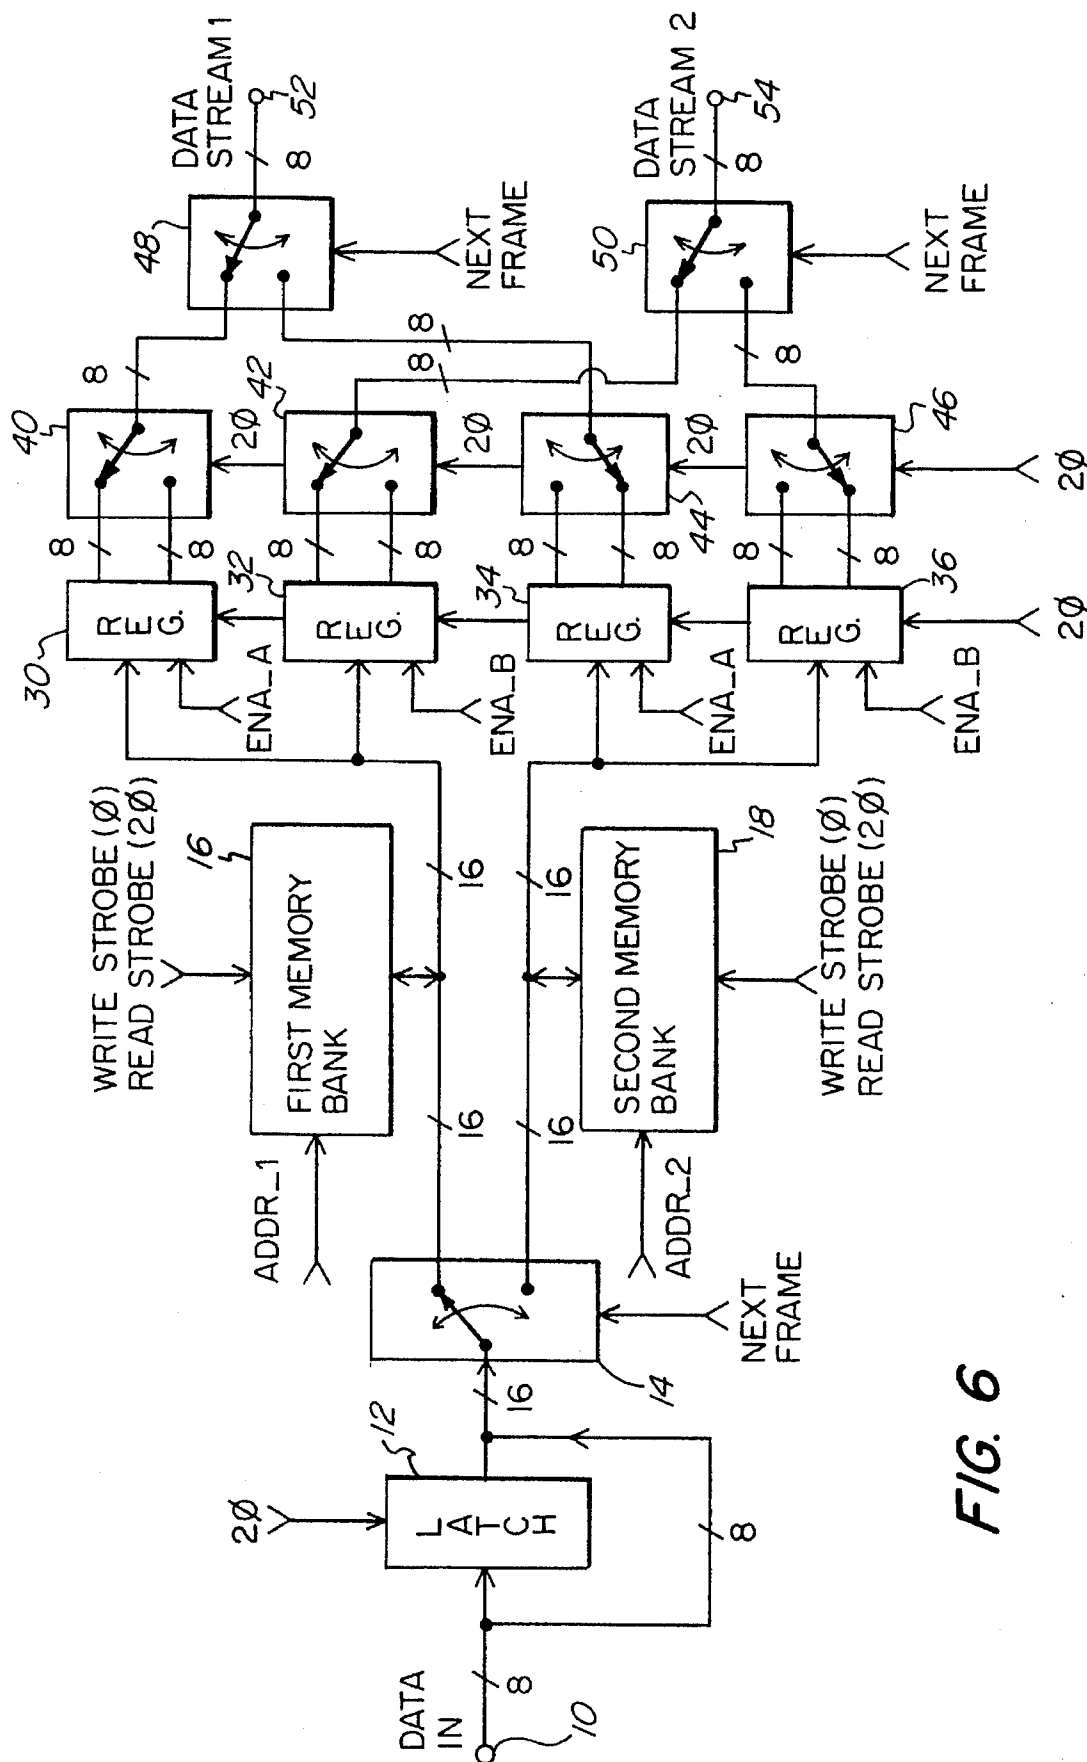 DATA
IN
8
10
2Ø
12
LATCH
8
16
14
NEXT
FRAME
ADDR_1
ADDR_2
16
16
WRITE STROBE (Ø)
READ STROBE (2Ø)
16
FIRST MEMORY
BANK
SECOND MEMORY
BANK
18
WRITE STROBE (Ø)
READ STROBE (2Ø)
16
16
ENA_A
ENA_B
ENA_A
ENA_B
30
REG.
32
REG.
34
REG.
36
REG.
2Ø
8
8
8
8
8
8
8
8
40
42
44
46
2Ø
2Ø
2Ø
2Ø
8
8
8
8
48
NEXT
FRAME
50
NEXT
FRAME
DATA
STREAM 1
8
52
DATA
STREAM 2
8
54
FIG. 6